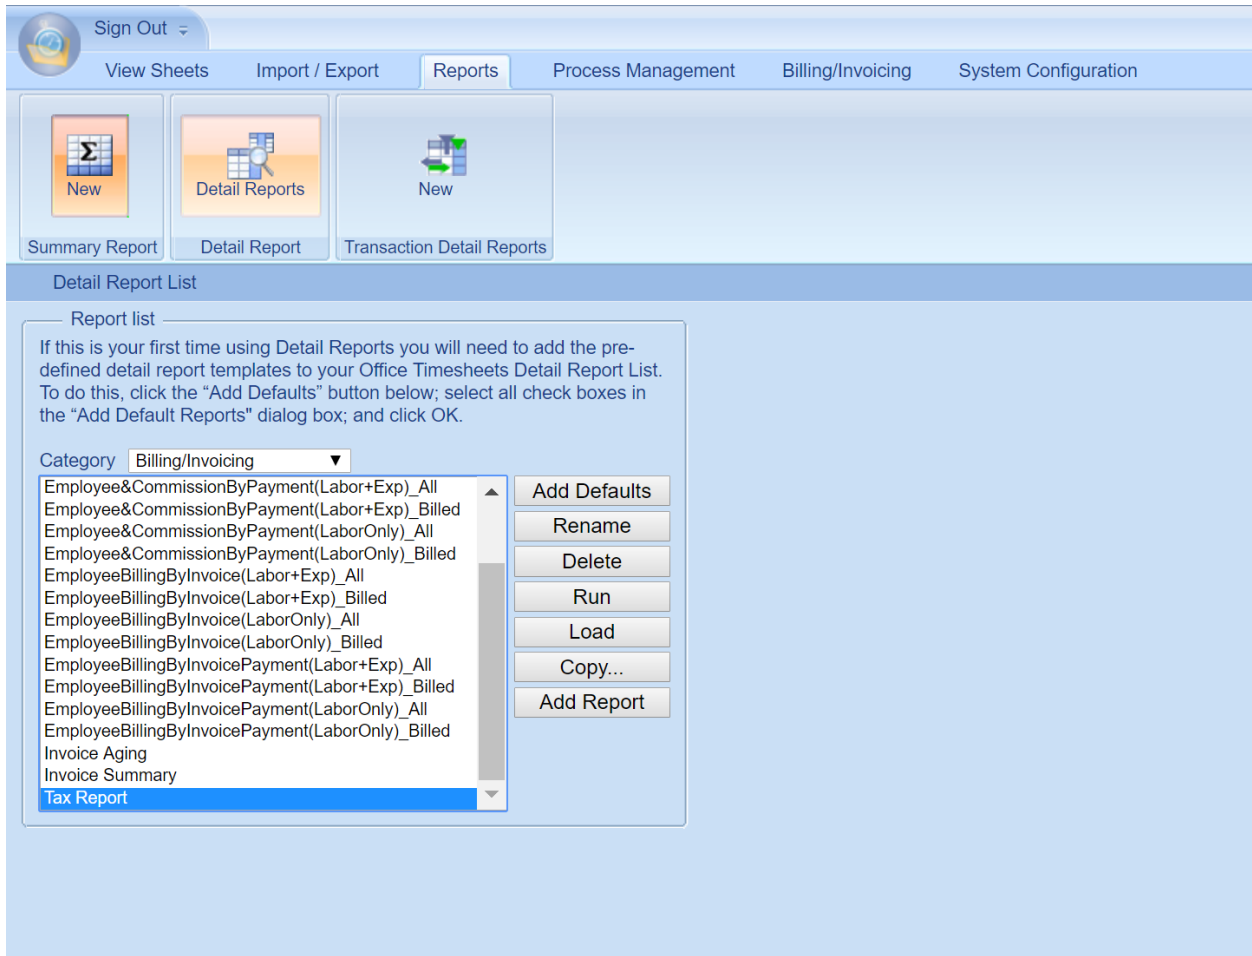 Sign Out
View Sheets Import / Export Reports Process Management Billing/Invoicing System Configuration
Σ
New Detail Reports New
Summary Report Detail Report Transaction Detail Reports
Detail Report List
Report list
If this is your first time using Detail Reports you will need to add the pre-
defined detail report templates to your Office Timesheets Detail Report List.
To do this, click the “Add Defaults” button below; select all check boxes in
the “Add Default Reports" dialog box; and click OK.
Category Billing/Invoicing
Employee&CommissionByPayment(Labor+Exp)_All
Employee&CommissionByPayment(Labor+Exp)_Billed
Employee&CommissionByPayment(LaborOnly)_All
Employee&CommissionByPayment(LaborOnly)_Billed
EmployeeBillingByInvoice(Labor+Exp)_All
EmployeeBillingByInvoice(Labor+Exp)_Billed
EmployeeBillingByInvoice(LaborOnly)_All
EmployeeBillingByInvoice(LaborOnly)_Billed
EmployeeBillingByInvoicePayment(Labor+Exp)_All
EmployeeBillingByInvoicePayment(Labor+Exp)_Billed
EmployeeBillingByInvoicePayment(LaborOnly)_All
EmployeeBillingByInvoicePayment(LaborOnly)_Billed
Invoice Aging
Invoice Summary
Tax Report
Add Defaults
Rename
Delete
Run
Load
Copy...
Add Report